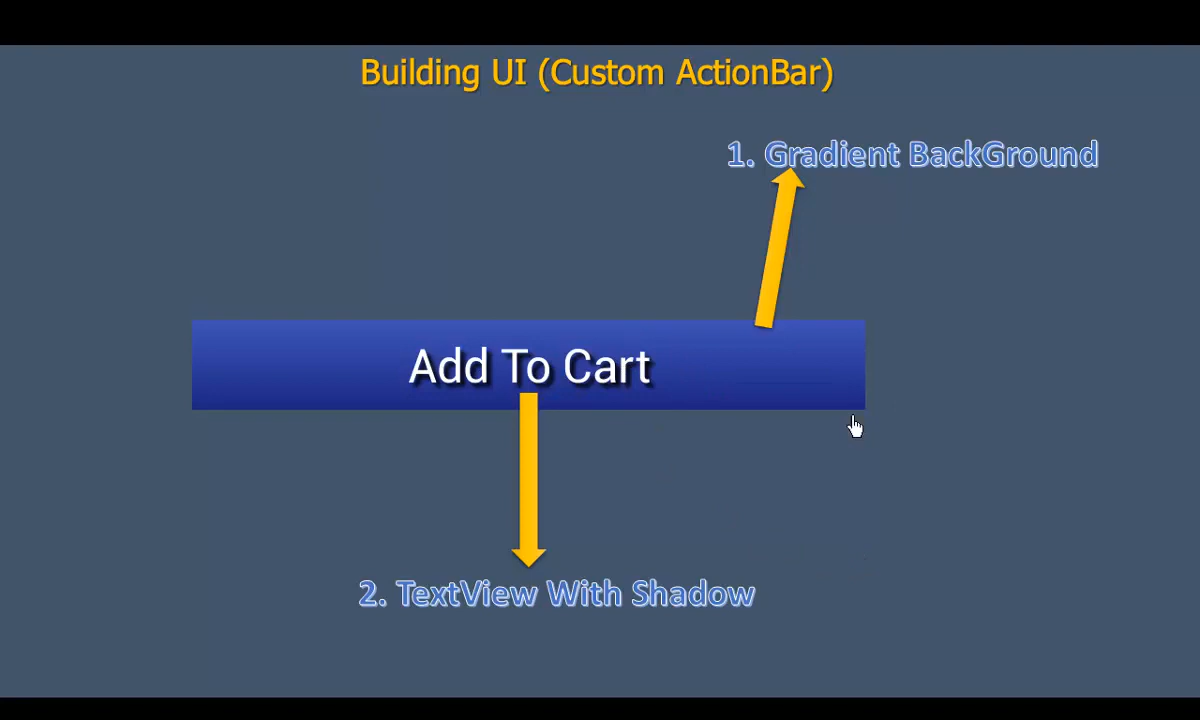 Building UI (Custom ActionBar)
1. Gradient BackGround
Add To Cart
2. TextView With Shadow